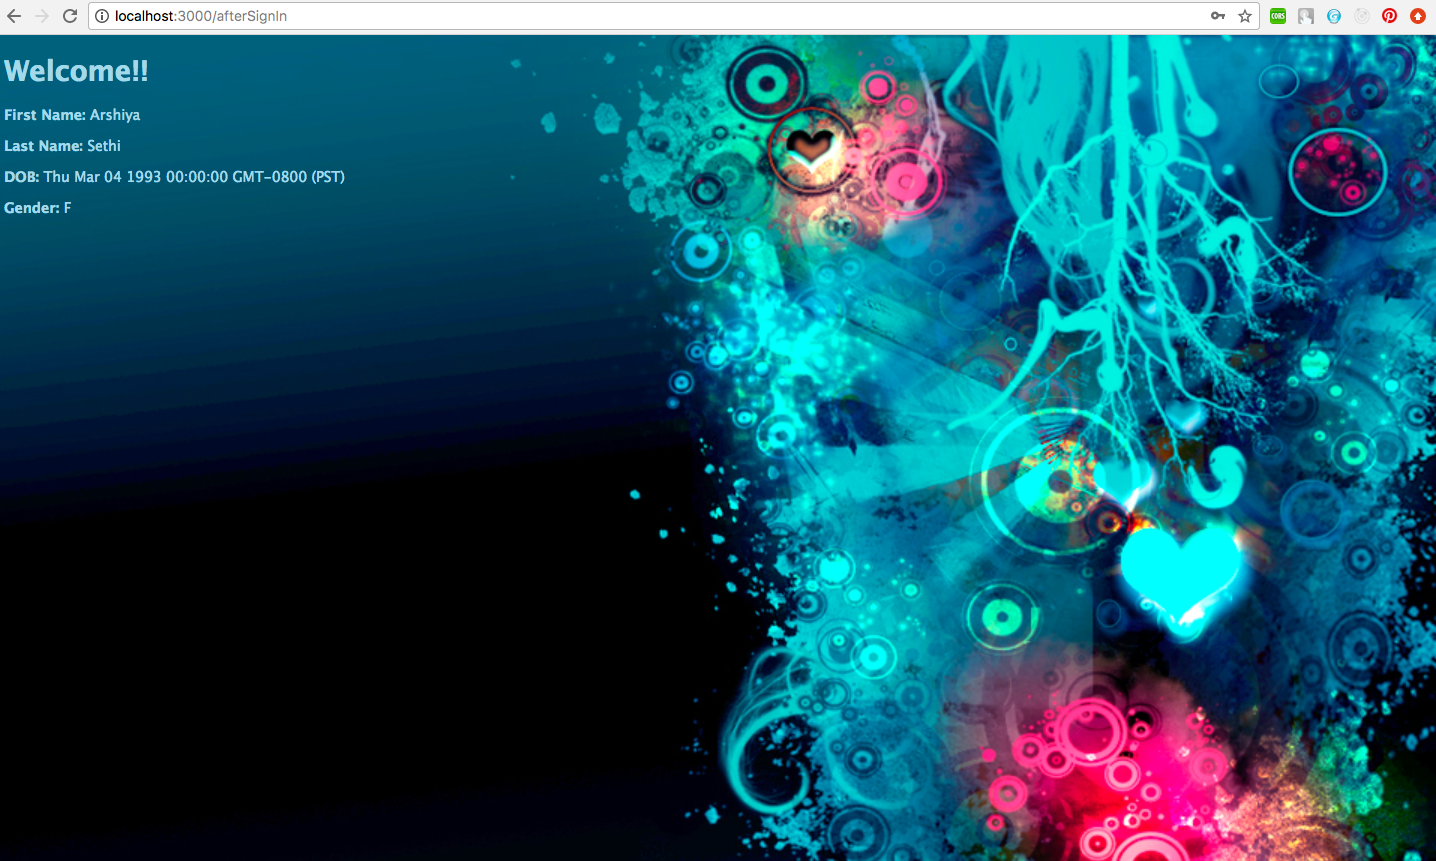 localhost:3000/afterSignIn
CORS
Welcome!!
First Name: Arshiya
Last Name: Sethi
DOB: Thu Mar 04 1993 00:00:00 GMT-0800 (PST)
Gender: F